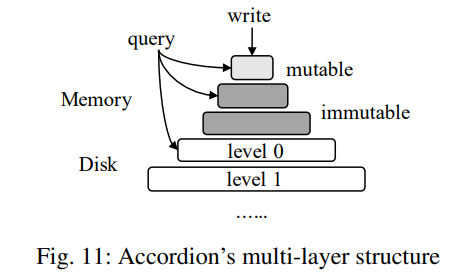 write
query
mutable
Memory
immutable
level 0
Disk
level 1
......
Fig. 11: Accordion's multi-layer structure